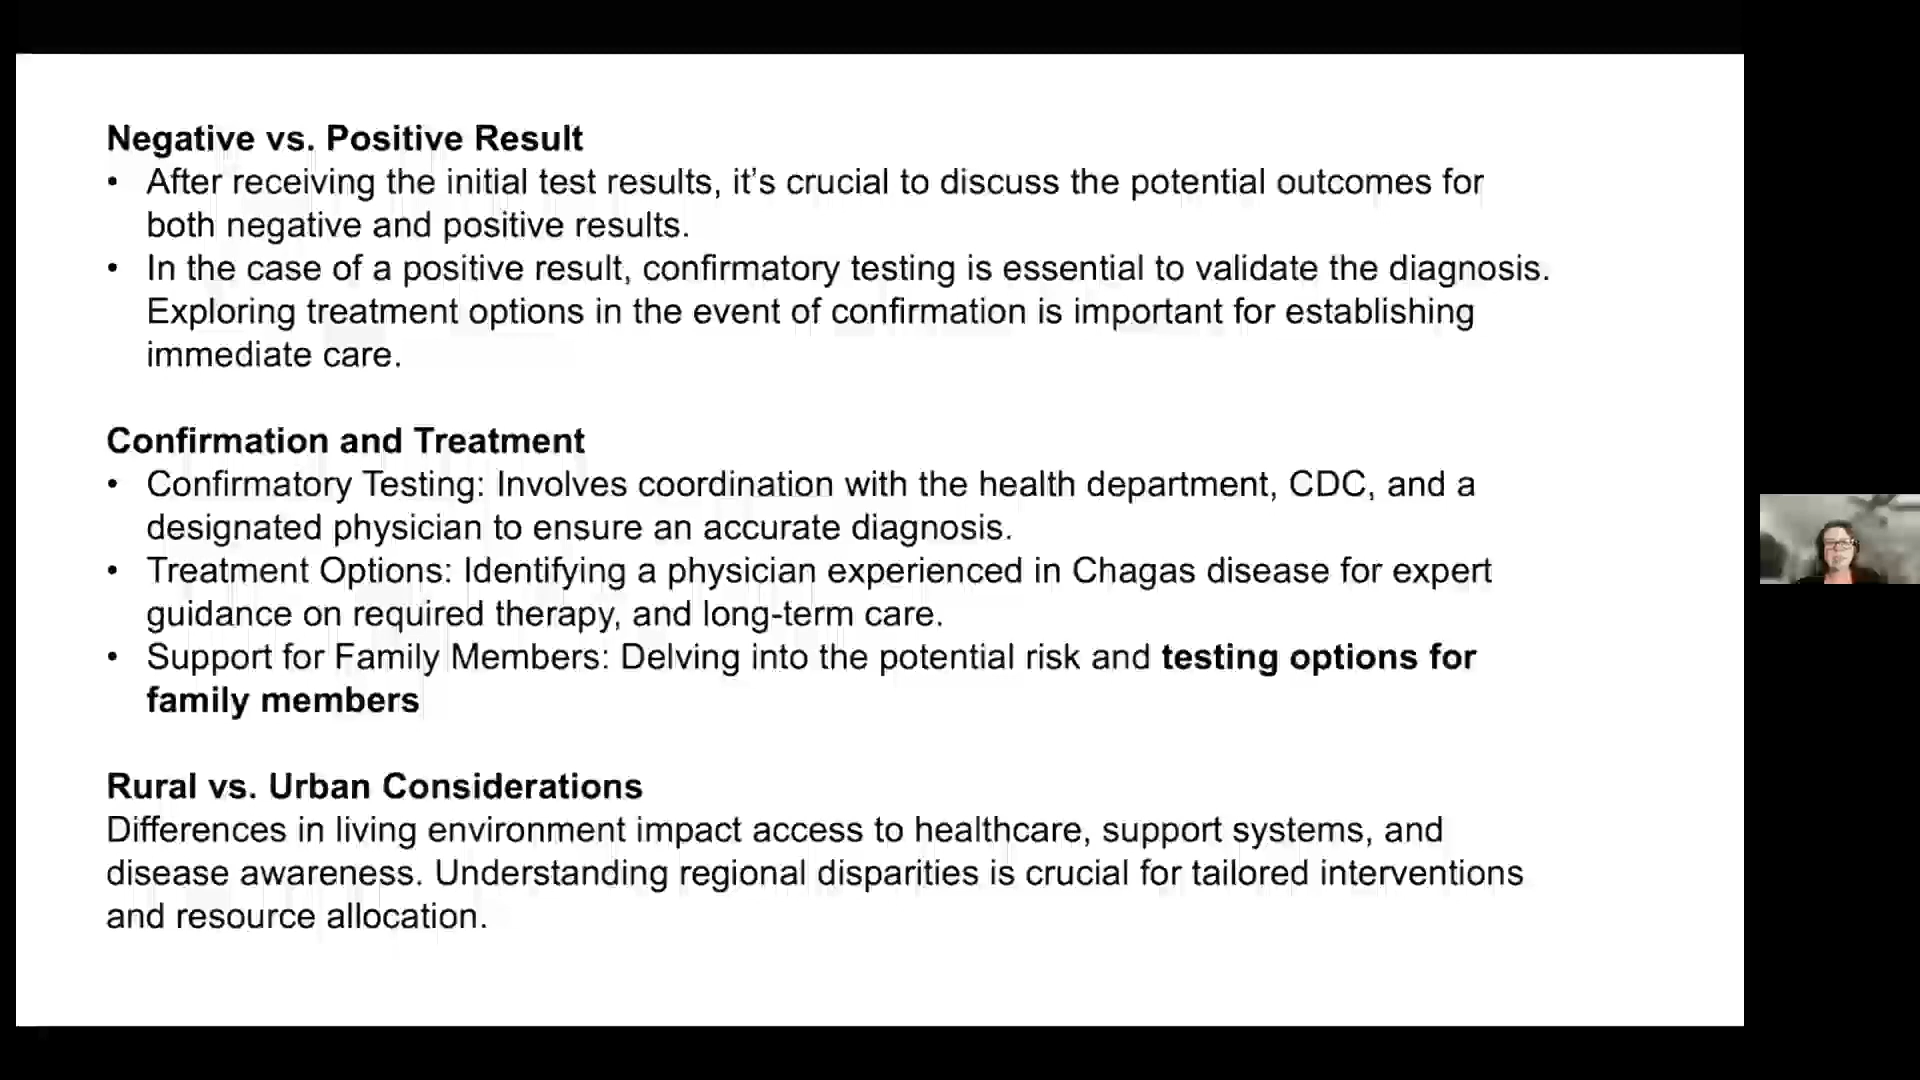 Negative vs. Positive Result
• After receiving the initial test results, it’s crucial to discuss the potential outcomes for
both negative and positive results.
• In the case of a positive result, confirmatory testing is essential to validate the diagnosis.
Exploring treatment options in the event of confirmation is important for establishing
immediate care.
Confirmation and Treatment
• Confirmatory Testing: Involves coordination with the health department, CDC, and a
designated physician to ensure an accurate diagnosis.
• Treatment Options: Identifying a physician experienced in Chagas disease for expert
guidance on required therapy, and long-term care.
• Support for Family Members: Delving into the potential risk and testing options for
family members
Rural vs. Urban Considerations
Differences in living environment impact access to healthcare, support systems, and
disease awareness. Understanding regional disparities is crucial for tailored interventions
and resource allocation.